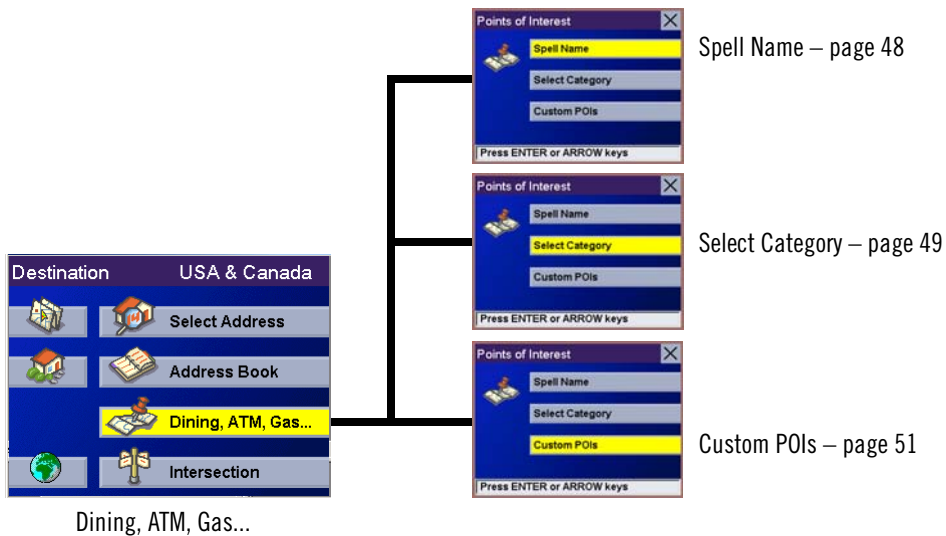 Points of Interest
Spell Name
Select Category
Custom POIs
Press ENTER or ARROW keys
Spell Name – page 48
Points of Interest
Spell Name
Select Category
Custom POIs
Press ENTER or ARROW keys
Select Category – page 49
Destination USA & Canada
Select Address
Address Book
Dining, ATM, Gas...
Intersection
Dining, ATM, Gas...
Points of Interest
Spell Name
Select Category
Custom POIs
Press ENTER or ARROW keys
Custom POIs – page 51